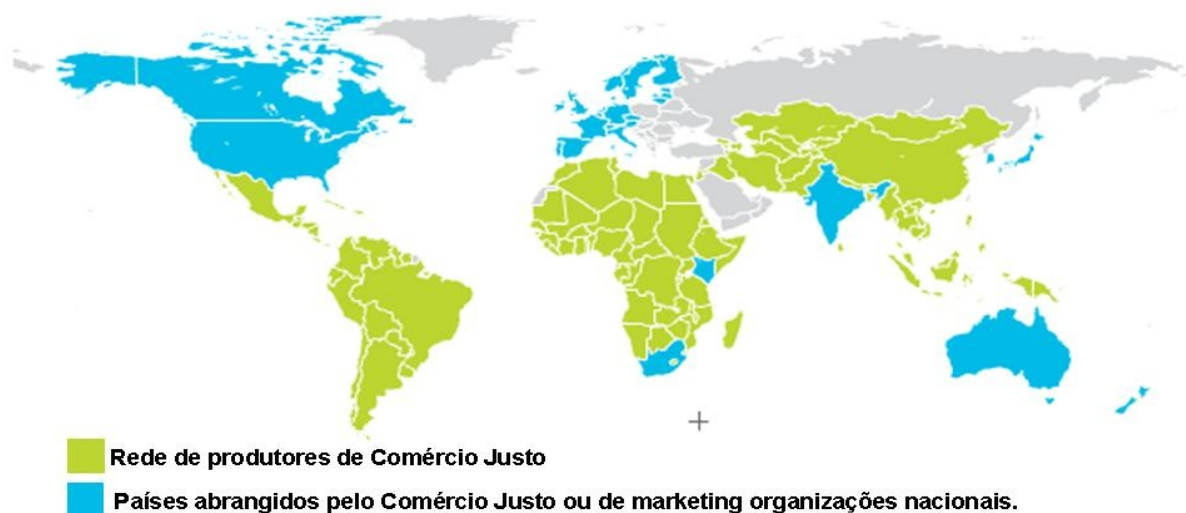 Rede de produtores de Comércio Justo
Países abrangidos pelo Comércio Justo ou de marketing organizações nacionais.